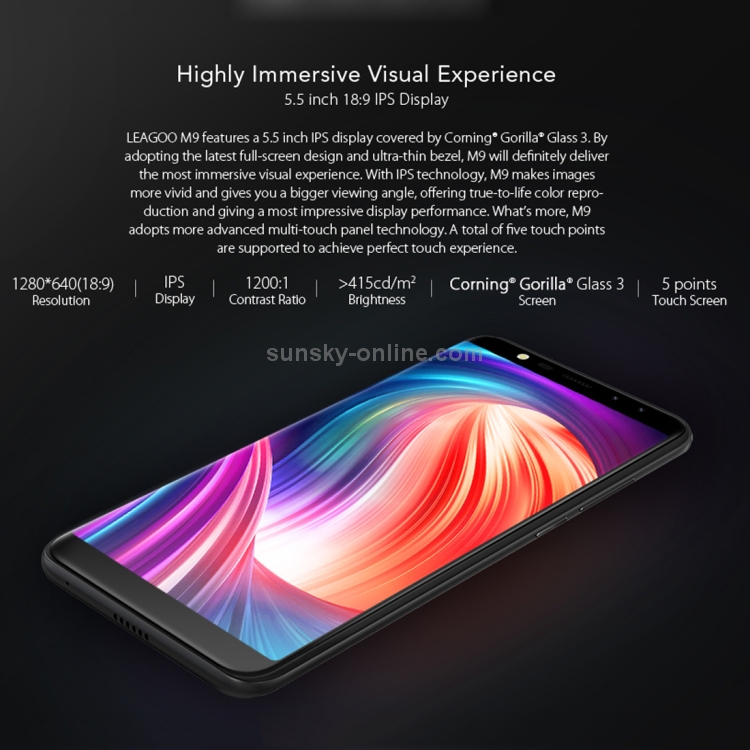 Highly Immersive Visual Experience
5.5 inch 18:9 IPS Display
LEAGOO M9 features a 5.5 inch IPS display covered by Corning® Gorilla® Glass 3. By
adopting the latest full-screen design and ultra-thin bezel, M9 will definitely deliver
the most immersive visual experience. With IPS technology, M9 makes images
more vivid and gives you a bigger viewing angle, offering true-to-life color repro-
duction and giving a most impressive display performance. What's more, M9
adopts more advanced multi-touch panel technology. A total of five touch points
are supported to achieve perfect touch experience.
1280*640(18:9) | IPS | 1200:1 | >415cd/m² | Corning® Gorilla® Glass 3 | 5 points
Resolution Display Contrast Ratio Brightness Screen Touch Screen
sunsky-online.com